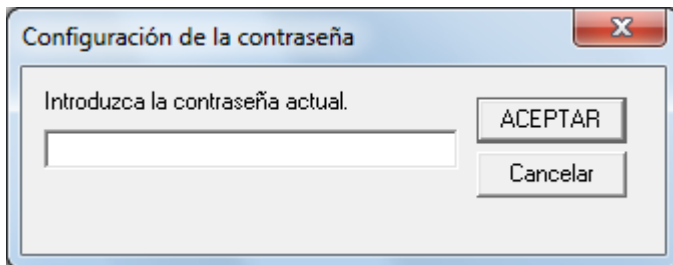 Configuración de la contraseña
Introduzca la contraseña actual.
ACEPTAR
Cancelar